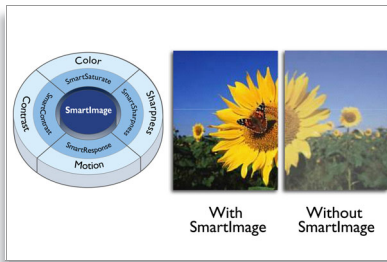 Color
SmartSaturate
Contrast
SmartContrast
SmartImage
SmartSharpness
Sharpness
SmartResponse
Motion
With
SmartImage
Without
SmartImage